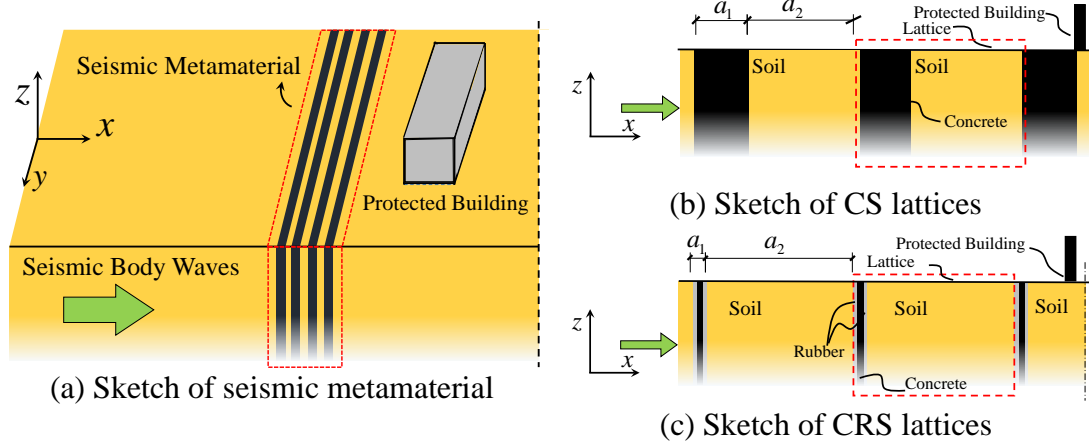 Seismic Metamaterial
z
x
y
Protected Building
Seismic Body Waves
(a) Sketch of seismic metamaterial
a1
a2
Protected Building
Lattice
Soil
Soil
z
x
Concrete
(b) Sketch of CS lattices
a1
a2
Protected Building
Lattice
Soil
Soil
Soil
z
x
Rubber
Concrete
(c) Sketch of CRS lattices